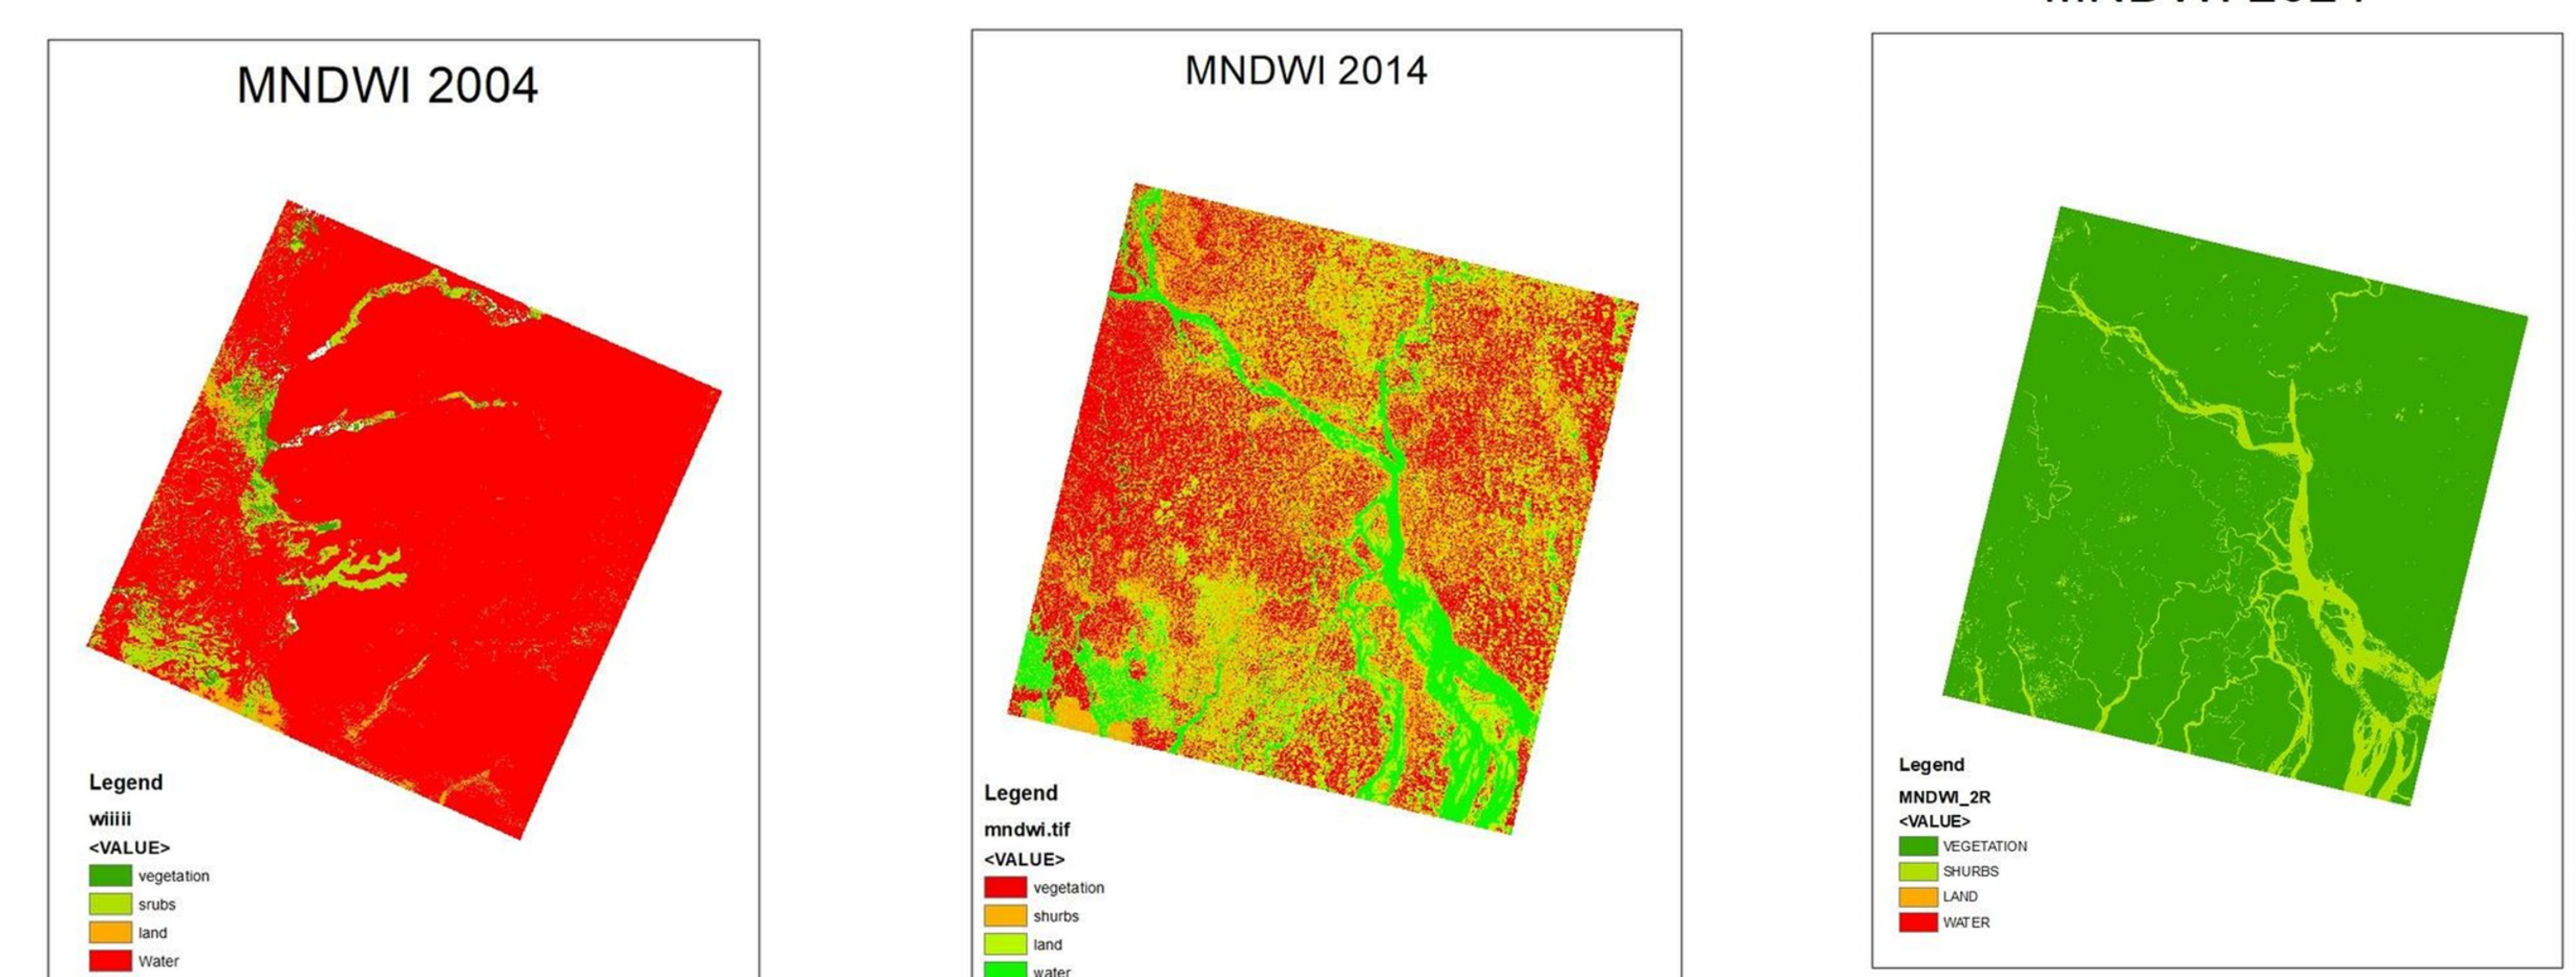 MNDWI 2004
Legend
wiiiii
<VALUE>
vegetation
srubs
land
Water
MNDWI 2014
Legend
mndwi.tif
<VALUE>
vegetation
shurbs
land
water
Legend
MNDWI_2R
<VALUE>
VEGETATION
SHURBS
LAND
WATER